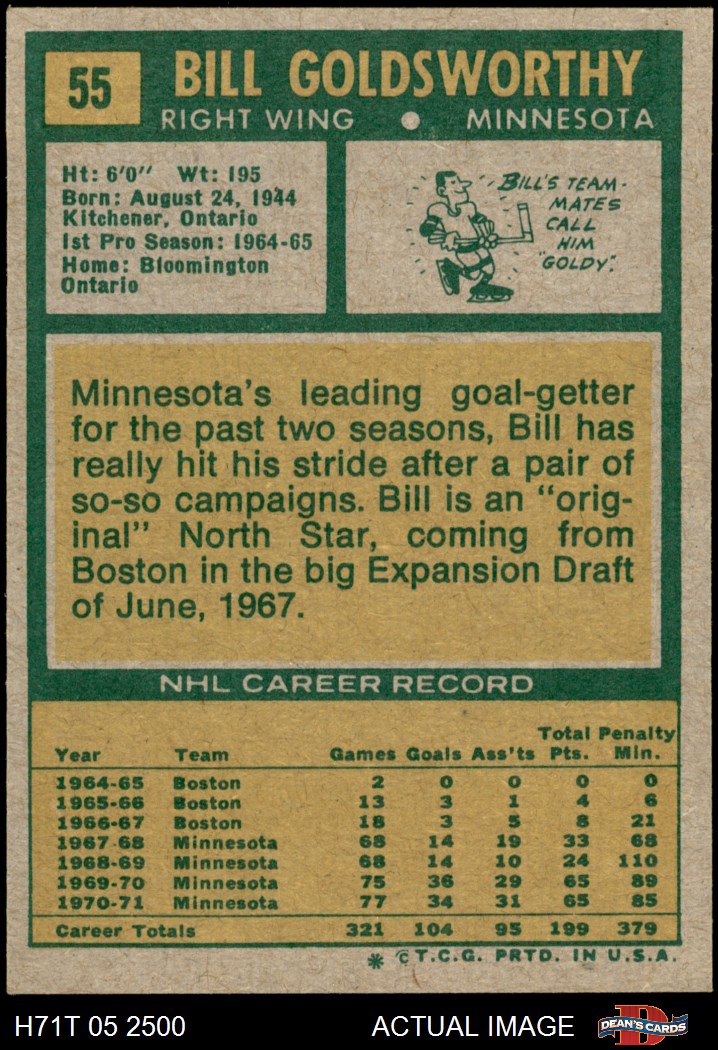 55
BILL GOLDSWORTHY
RIGHT WING ● MINNESOTA
Ht: 6'0" Wt: 195
Born: August 24, 1944
Kitchener, Ontario
1st Pro Season: 1964-65
Home: Bloomington
Ontario
BILL'S TEAM-
MATES
CALL
HIM
"GOLDY".
Minnesota's leading goal-getter
for the past two seasons, Bill has
really hit his stride after a pair of
so-so campaigns. Bill is an "orig-
inal" North Star, coming from
Boston in the big Expansion Draft
of June, 1967.
NHL CAREER RECORD
Total Penalty
Year Team Games Goals Ass'ts Pts. Min.
1964-65 Boston 2 0 0 0 0
1965-66 Boston 13 3 1 4 6
1966-67 Boston 18 3 5 8 21
1967-68 Minnesota 68 14 19 33 68
1968-69 Minnesota 68 14 10 24 110
1969-70 Minnesota 75 36 29 65 89
1970-71 Minnesota 77 34 31 65 85
Career Totals 321 104 95 199 379
* © T.C.G. PRTD. IN U.S.A.
H71T 05 2500 ACTUAL IMAGE
D
DEAN'S CARDS